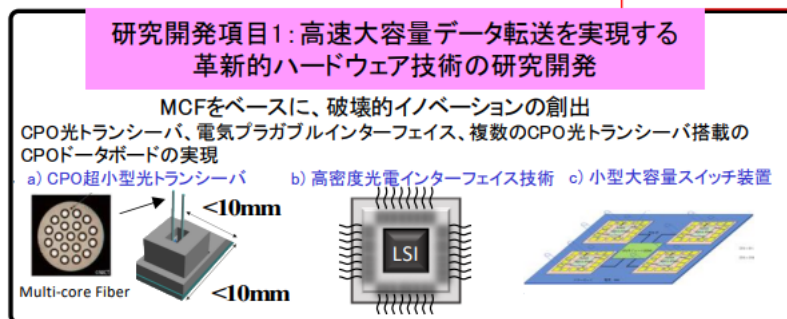 研究開発項目1:高速大容量データ転送を実現する
革新的ハードウェア技術の研究開発
MCFをベースに、破壊的イノベーションの創出
CPO光トランシーバ、電気プラガブルインターフェイス、複数のCPO光トランシーバ搭載の
CPOドータボードの実現
a) CPO超小型光トランシーバ
b) 高密度光電インターフェイス技術
c) 小型大容量スイッチ装置
<10mm
<10mm
Multi-core Fiber
LSI